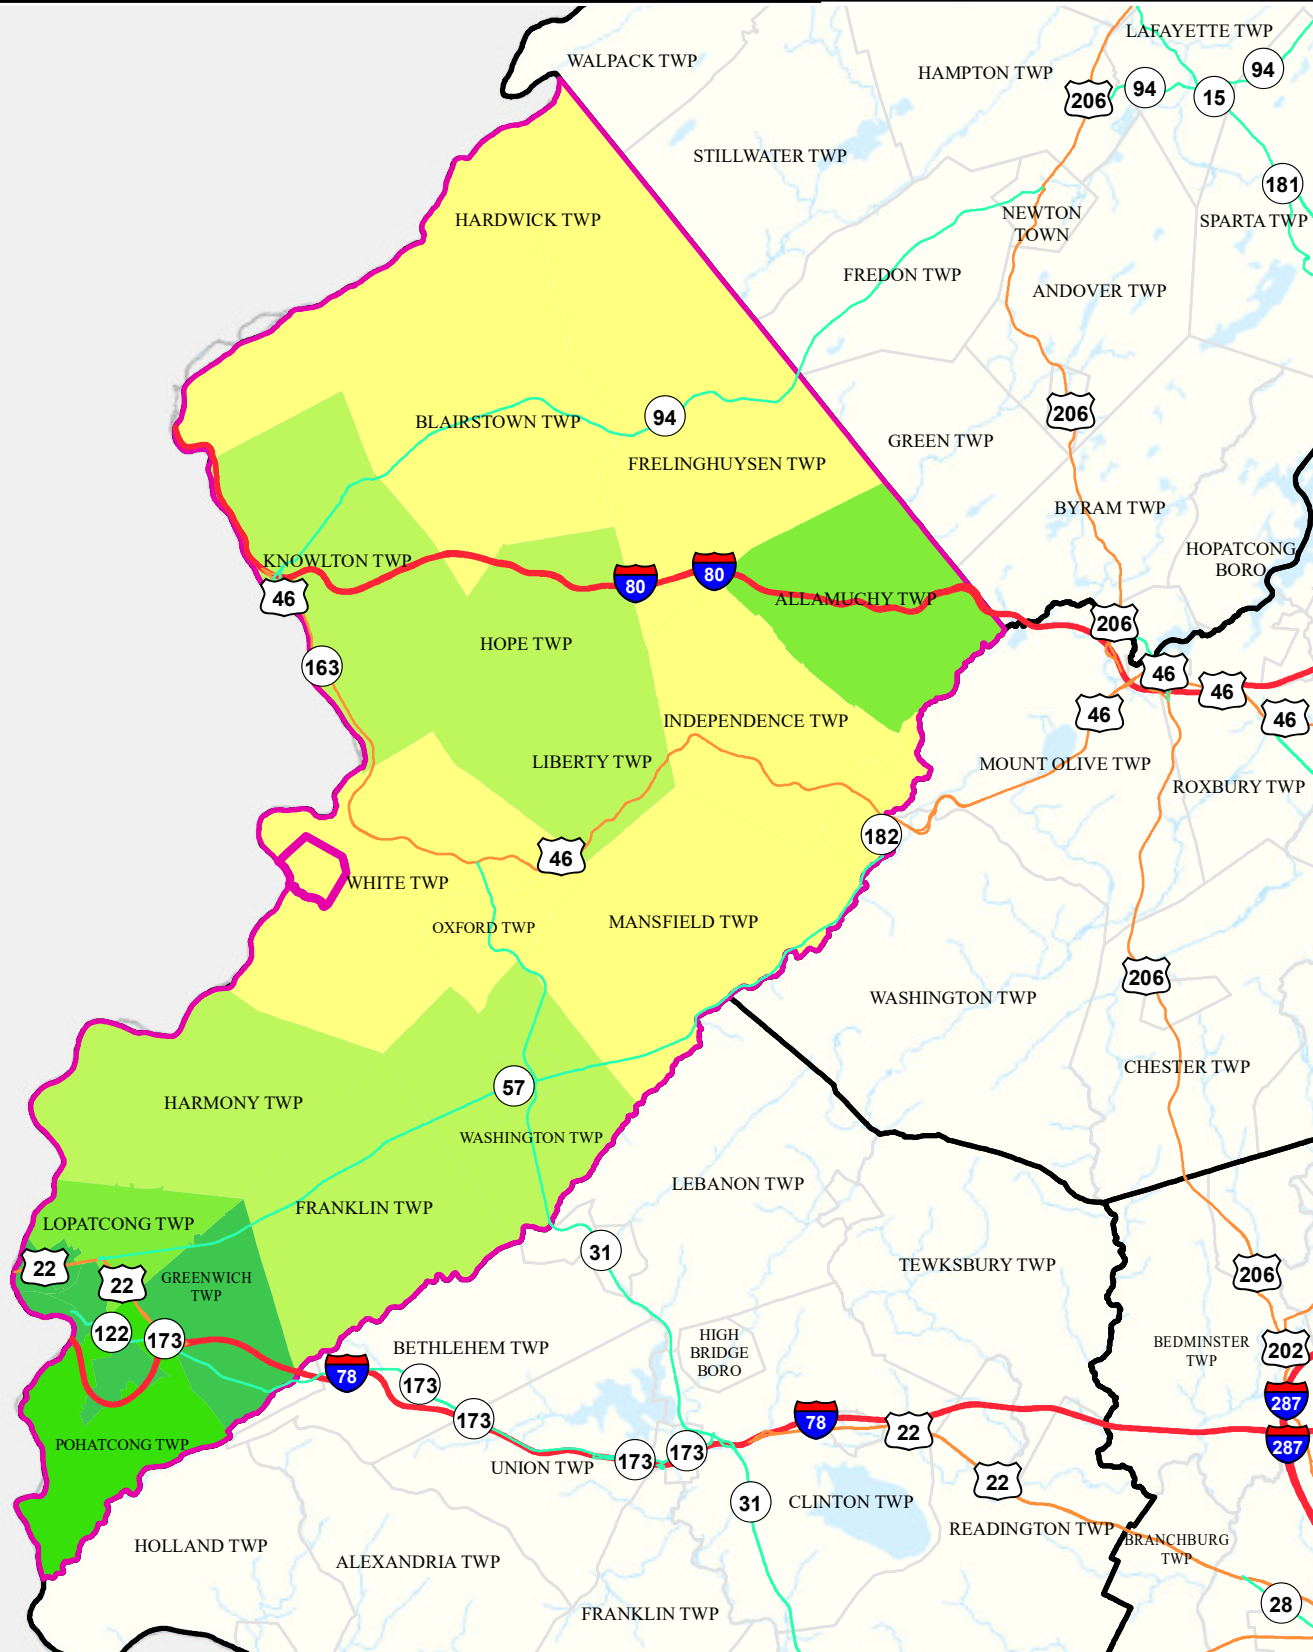 LAFAYETTE TWP
WALPACK TWP
HAMPTON TWP
94
94
206
15
STILLWATER TWP
181
HARDWICK TWP
NEWTON
TOWN
SPARTA TWP
FREDON TWP
ANDOVER TWP
206
94
BLAIRSTOWN TWP
GREEN TWP
FRELINGHUYSEN TWP
BYRAM TWP
HOPATCONG
BORO
KNOWLTON TWP
80
80
46
ALLAMUCHY TWP
206
HOPE TWP
163
46
46
46
46
INDEPENDENCE TWP
LIBERTY TWP
MOUNT OLIVE TWP
ROXBURY TWP
182
46
WHITE TWP
OXFORD TWP
MANSFIELD TWP
206
WASHINGTON TWP
CHESTER TWP
57
HARMONY TWP
WASHINGTON TWP
LEBANON TWP
FRANKLIN TWP
LOPATCONG TWP
31
22
22
GREENWICH
TWP
TEWKSBURY TWP
206
122
173
HIGH
BRIDGE
BORO
BETHLEHEM TWP
BEDMINSTER
TWP
202
78
173
287
173
78
22
POHATCONG TWP
287
173
173
UNION TWP
22
31
CLINTON TWP
READINGTON TWP
HOLLAND TWP
BRANCHBURG
TWP
ALEXANDRIA TWP
28
FRANKLIN TWP